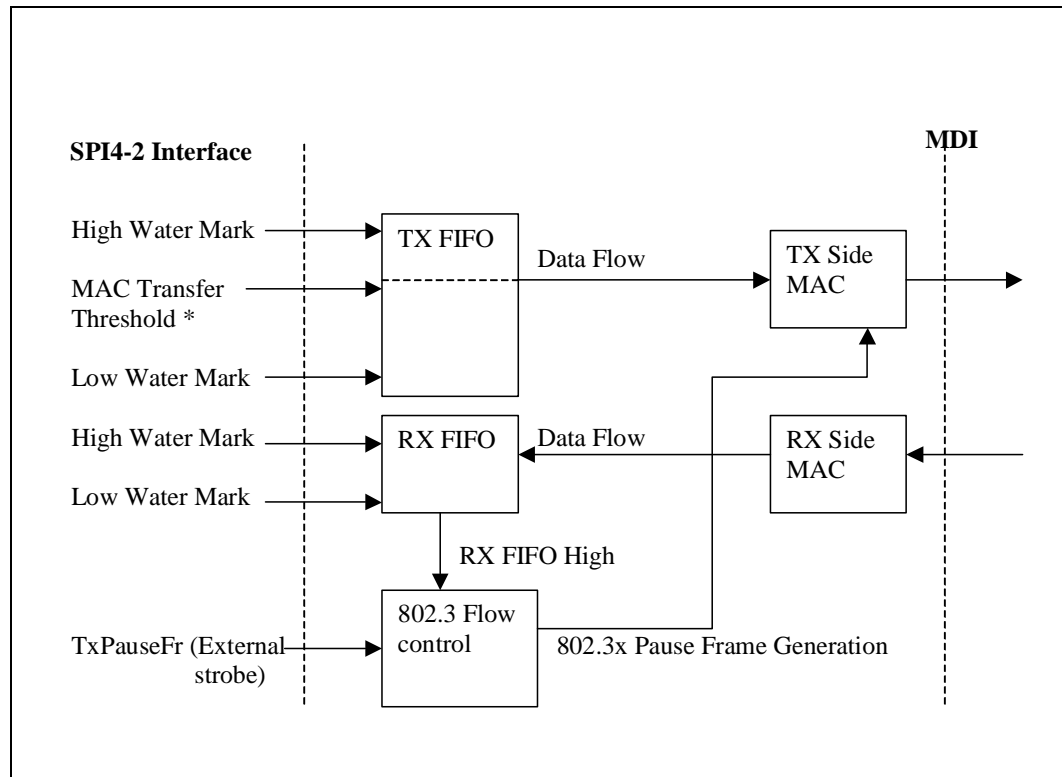 SPI4-2 Interface
MDI
High Water Mark
TX FIFO
Data Flow
TX Side
MAC
MAC Transfer
Threshold *
Low Water Mark
High Water Mark
RX FIFO
Data Flow
RX Side
MAC
Low Water Mark
RX FIFO High
802.3 Flow
control
TxPauseFr (External
strobe)
802.3x Pause Frame Generation